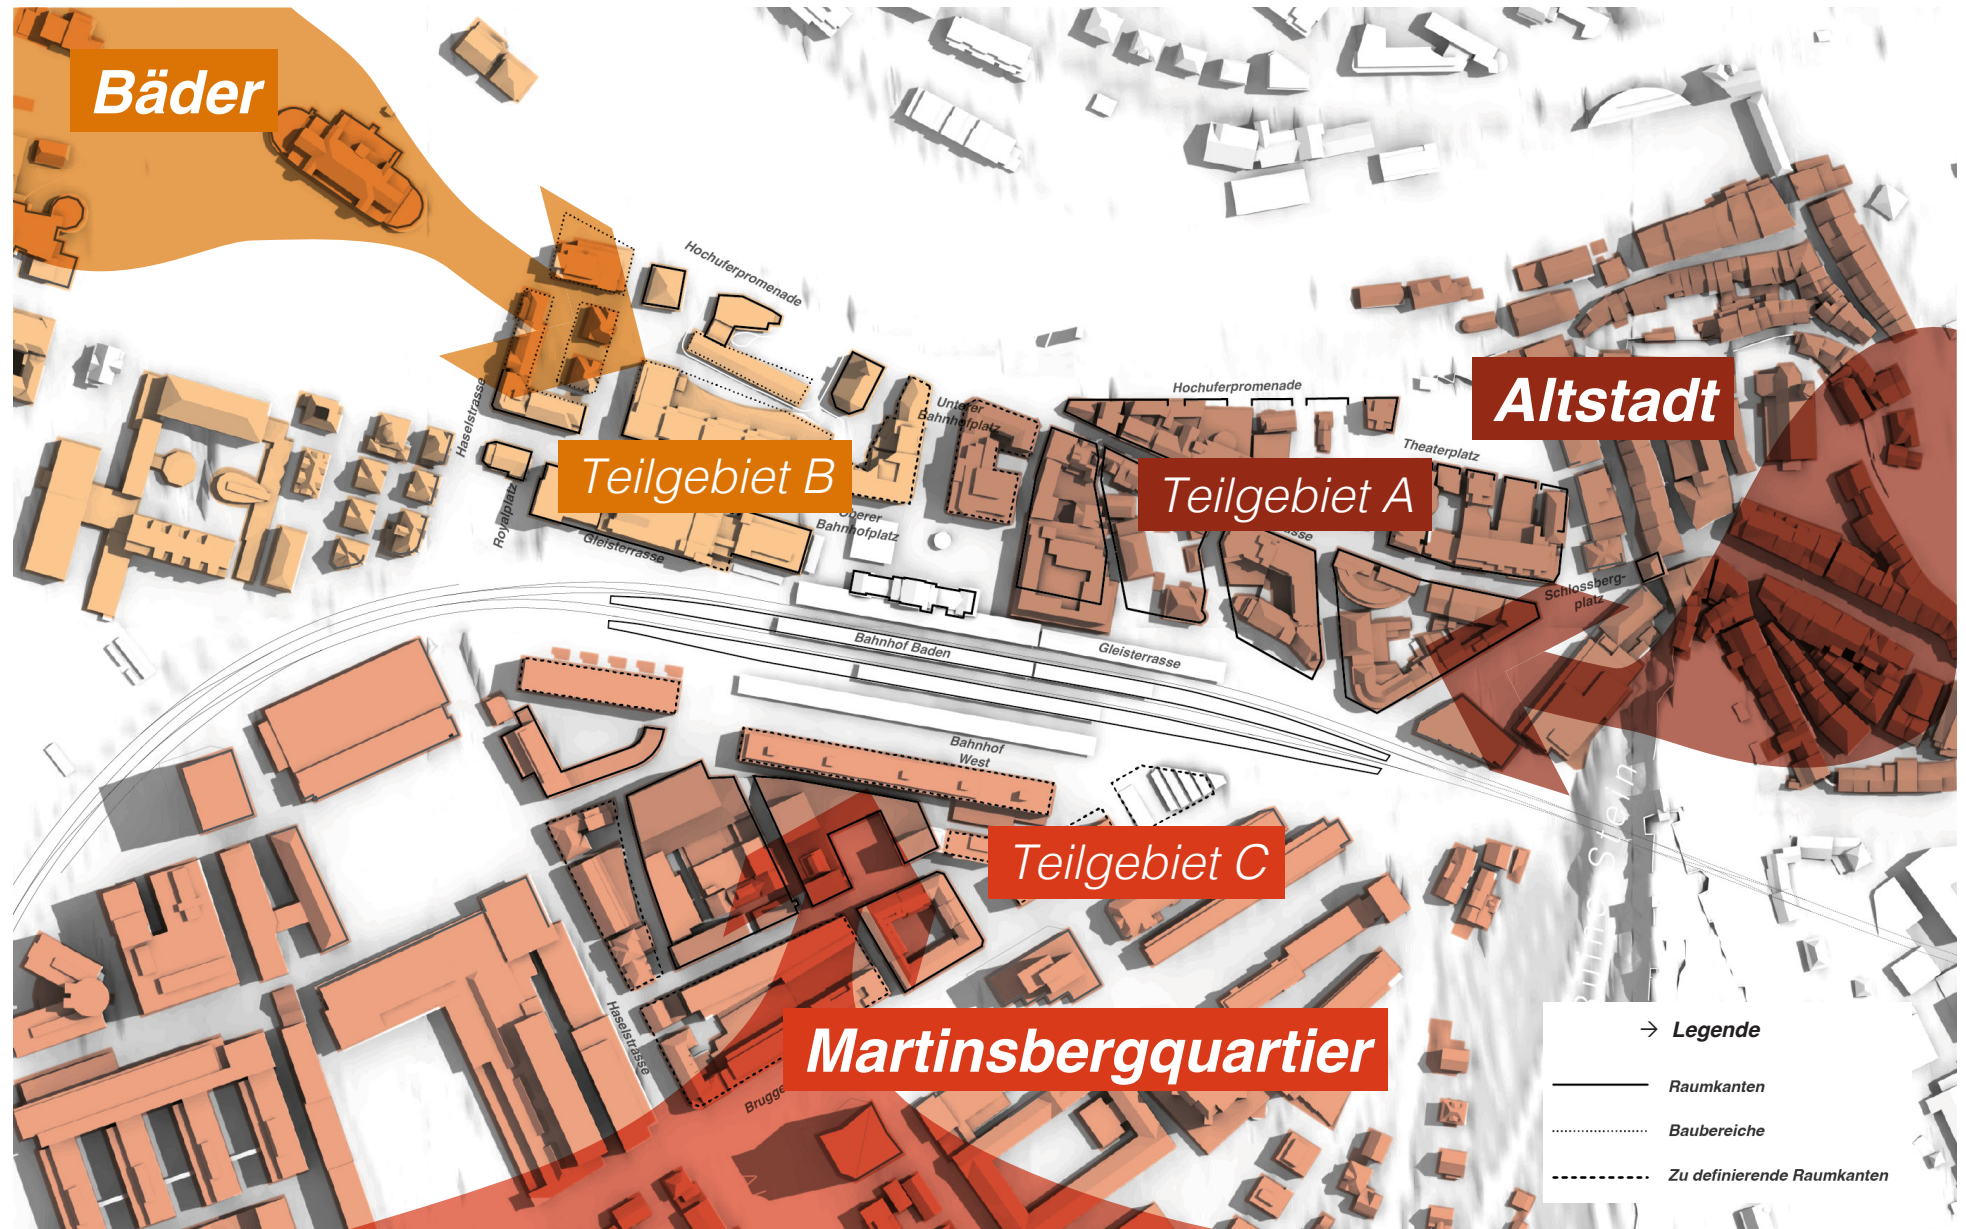 Bäder
Hochuferpromenade
Haselstrasse
Unterer
Bahnhofplatz
Hochuferpromenade
Altstadt
Theaterplatz
Teilgebiet B
Teilgebiet A
Royalplatz
Oberer
Bahnhofplatz
Gleisterrasse
Schlossberg-
platz
Bahnhof Baden
Gleisterrasse
Bahnhof
West
Teilgebiet C
Haselstrasse
Martinsbergquartier
→ Legende
Raumkanten
Baubereiche
Zu definierende Raumkanten